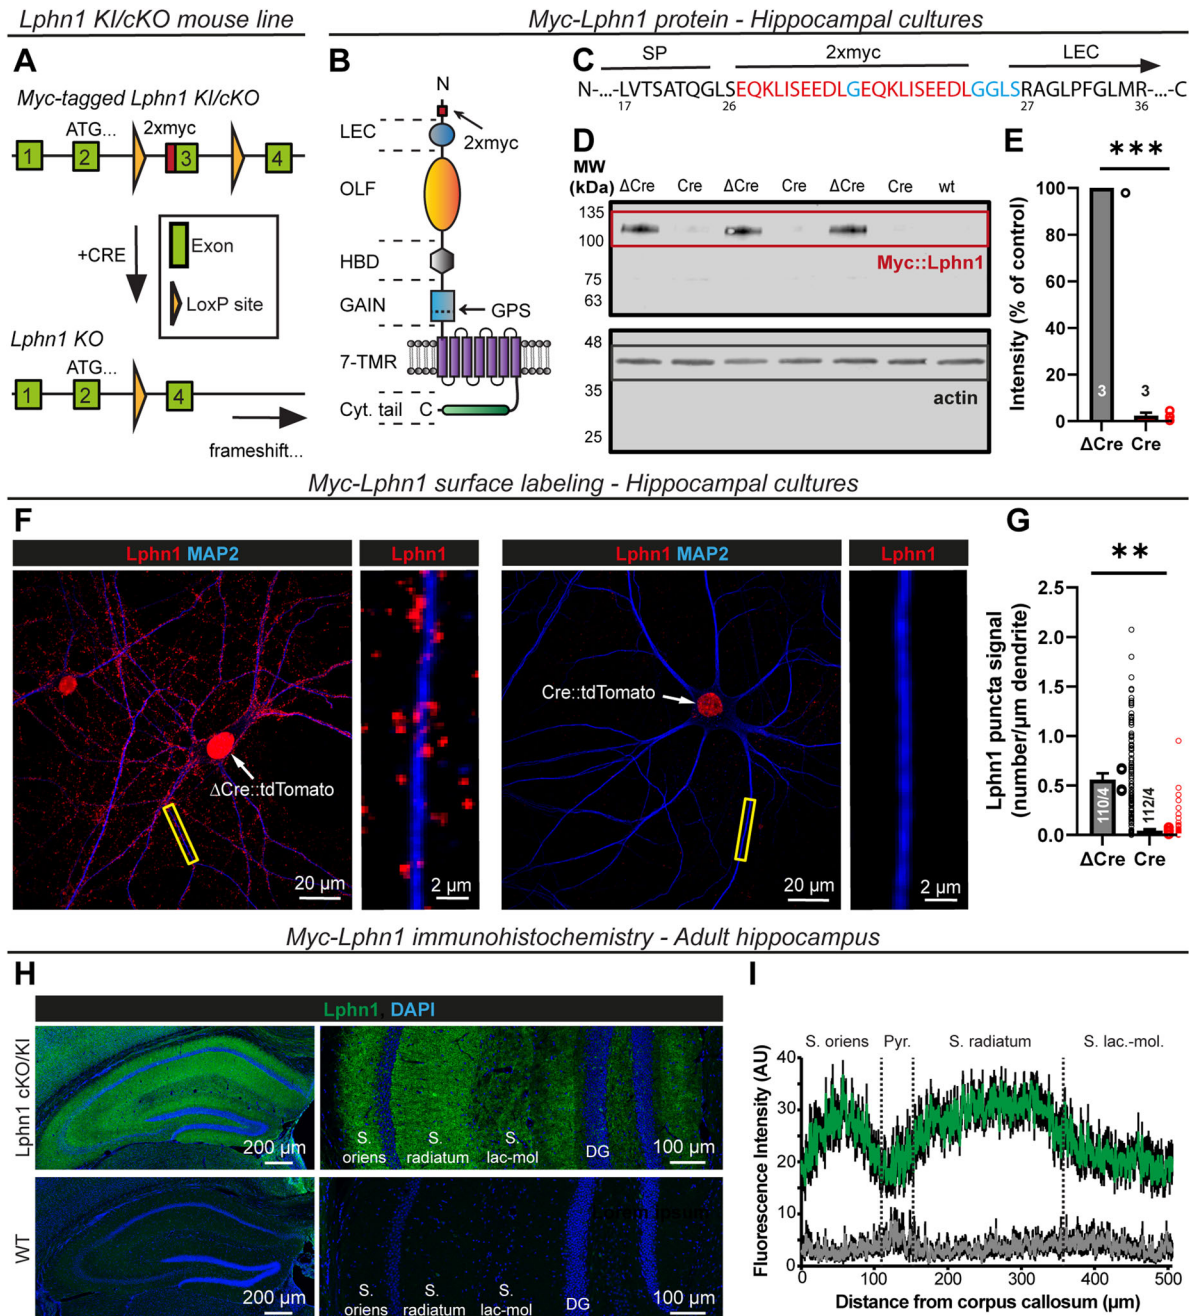 Lphn1 KI/cKO mouse line
Myc-Lphn1 protein - Hippocampal cultures
A
Myc-tagged Lphn1 KI/cKO
ATG...
2xmyc
1
2
3
4
+CRE
Exon
LoxP site
Lphn1 KO
ATG...
1
2
4
frameshift...
B
N
LEC
2xmyc
OLF
HBD
GAIN
GPS
7-TMR
Cyt. tail
C
C
SP
2xmyc
LEC
N-...-LVTSATQGLSEQKLISEEDLGEQKLISEEDLGGLSRAGLPFGLMR-...-C
17
26
27
36
D
MW
(kDa)
ΔCre
Cre
ΔCre
Cre
ΔCre
Cre
wt
135
100
75
63
Myc::Lphn1
48
35
25
actin
E
***
Intensity (% of control)
100
80
60
40
20
0
3
3
ΔCre
Cre
Myc-Lphn1 surface labeling - Hippocampal cultures
F
Lphn1 MAP2
Lphn1
Lphn1 MAP2
Lphn1
ΔCre::tdTomato
20 µm
2 µm
Cre::tdTomato
20 µm
2 µm
G
**
Lphn1 puncta signal
(number/µm dendrite)
2.5
2.0
1.5
1.0
0.5
0.0
110/4
112/4
ΔCre
Cre
Myc-Lphn1 immunohistochemistry - Adult hippocampus
H
Lphn1, DAPI
Lphn1 cKO/KI
200 µm
S.
oriens
S.
radiatum
S.
lac-mol
DG
100 µm
WT
200 µm
Lorem ipsum
S.
oriens
S.
radiatum
S.
lac-mol
DG
100 µm
I
S. oriens
Pyr.
S. radiatum
S. lac.-mol.
Fluorescence Intensity (AU)
40
30
20
10
0
0
100
200
300
400
500
Distance from corpus callosum (µm)